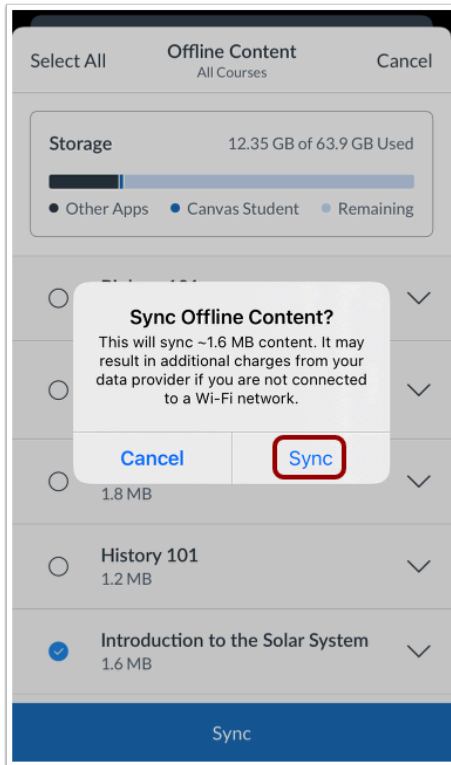 Select All
Offline Content
All Courses
Cancel
Storage
12.35 GB of 63.9 GB Used
Other Apps
Canvas Student
Remaining
Sync Offline Content?
This will sync ~1.6 MB content. It may
result in additional charges from your
data provider if you are not connected
to a Wi-Fi network.
Cancel
Sync
1.8 MB
History 101
1.2 MB
Introduction to the Solar System
1.6 MB
Sync